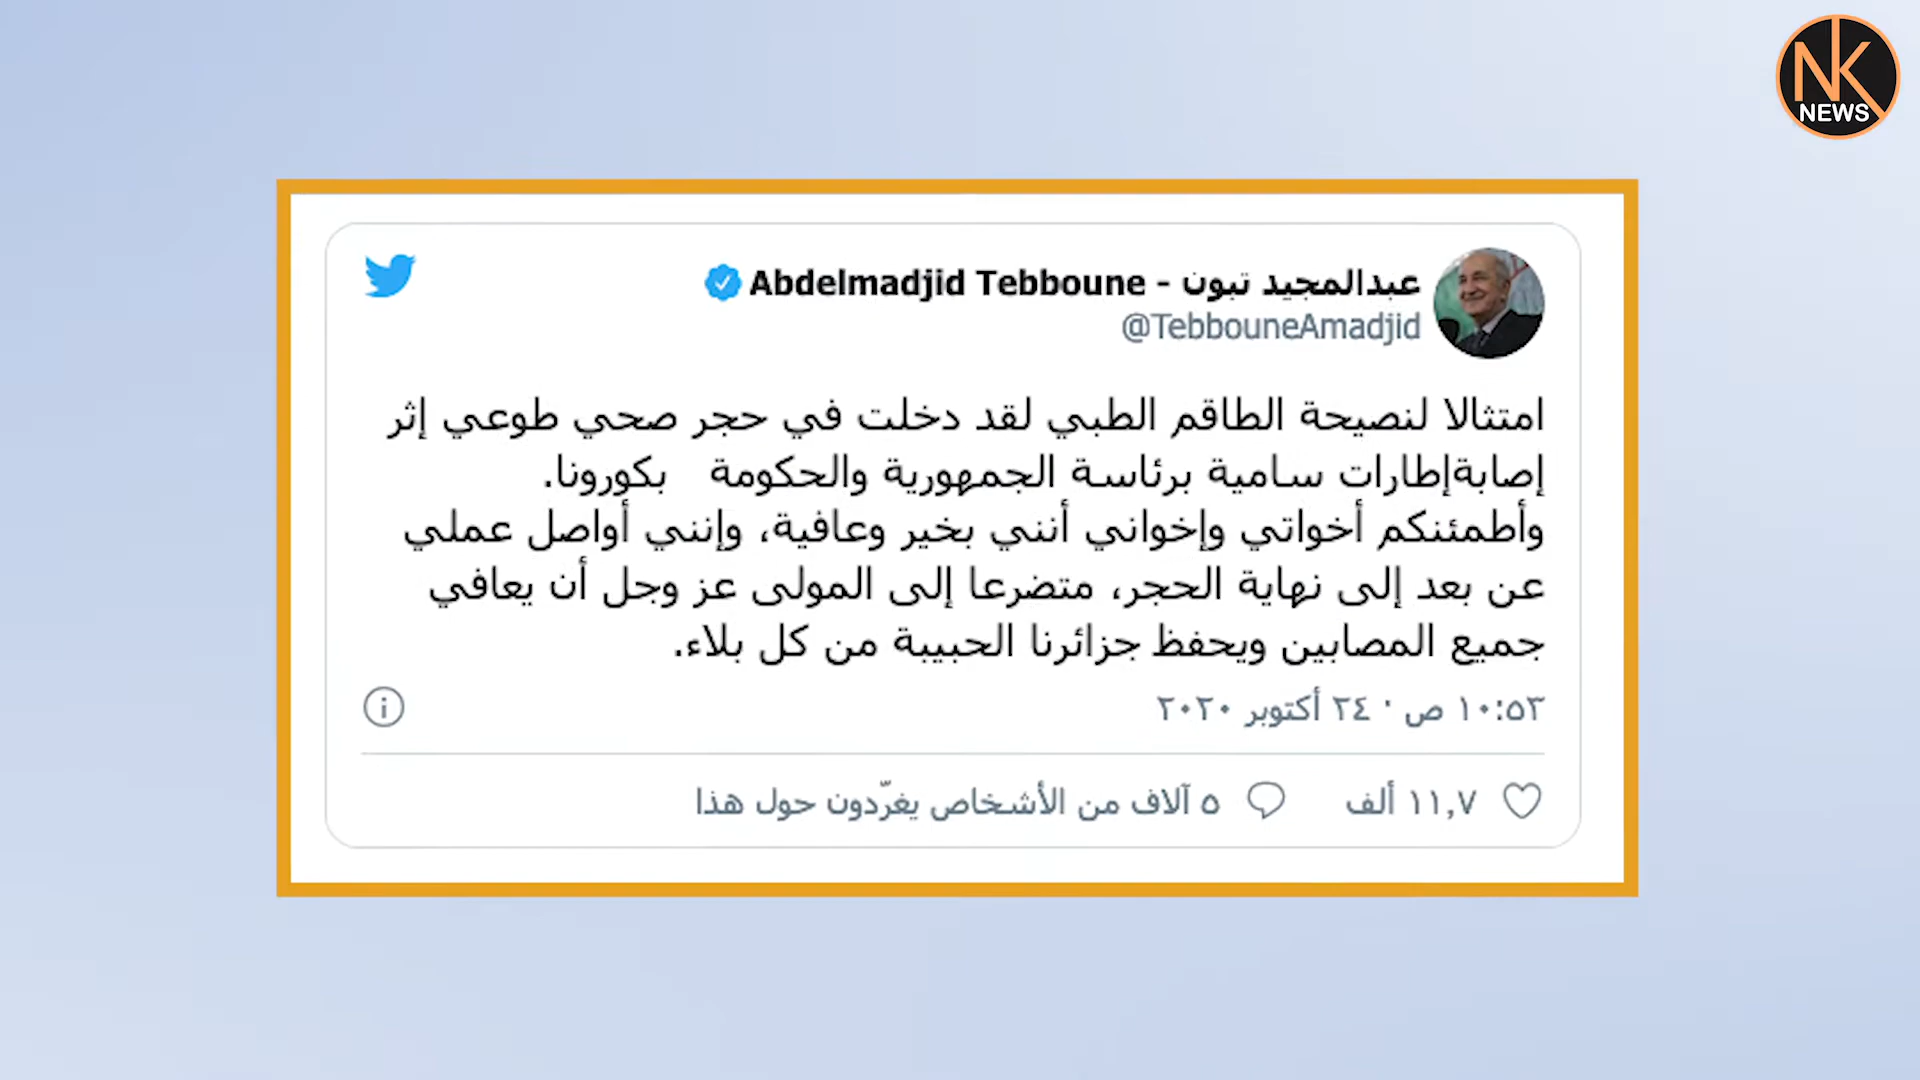 NK
NEWS
عبدالمجيد تبون - Abdelmadjid Tebboune
@TebbouneAmadjid
امتثالا لنصيحة الطاقم الطبي لقد دخلت في حجر صحي طوعي إثر
إصابةإطارات سامية برئاسة الجمهورية والحكومة بكورونا.
وأطمئنكم أخواتي وإخواني أنني بخير وعافية، وإنني أواصل عملي
عن بعد إلى نهاية الحجر، متضرعا إلى المولى عز وجل أن يعافي
جميع المصابين ويحفظ جزائرنا الحبيبة من كل بلاء.
١٠:٥٣ ص · ٢٤ أكتوبر ٢٠٢٠
١١,٧ ألف
٥ آلاف من الأشخاص يغرّدون حول هذا